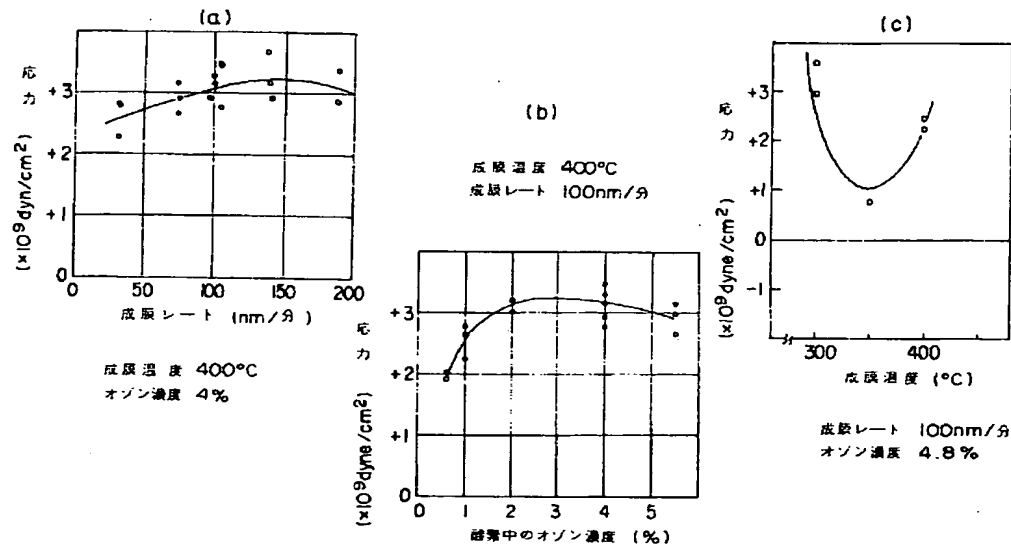 (a)
応力 (×10⁹dyn/cm²)
+3
+2
+1
0
0 50 100 150 200
成膜レート (nm/分)
成膜温度 400°C
オゾン濃度 4%
(b)
成膜温度 400°C
成膜レート 100nm/分
応力 (×10⁹dyne/cm²)
+3
+2
+1
0
0 1 2 3 4 5
酸素中のオゾン濃度 (%)
(c)
応力 (×10⁹dyne/cm²)
+3
+2
+1
0
-1
300 400
成膜温度 (°C)
成膜レート 100nm/分
オゾン濃度 4.8%